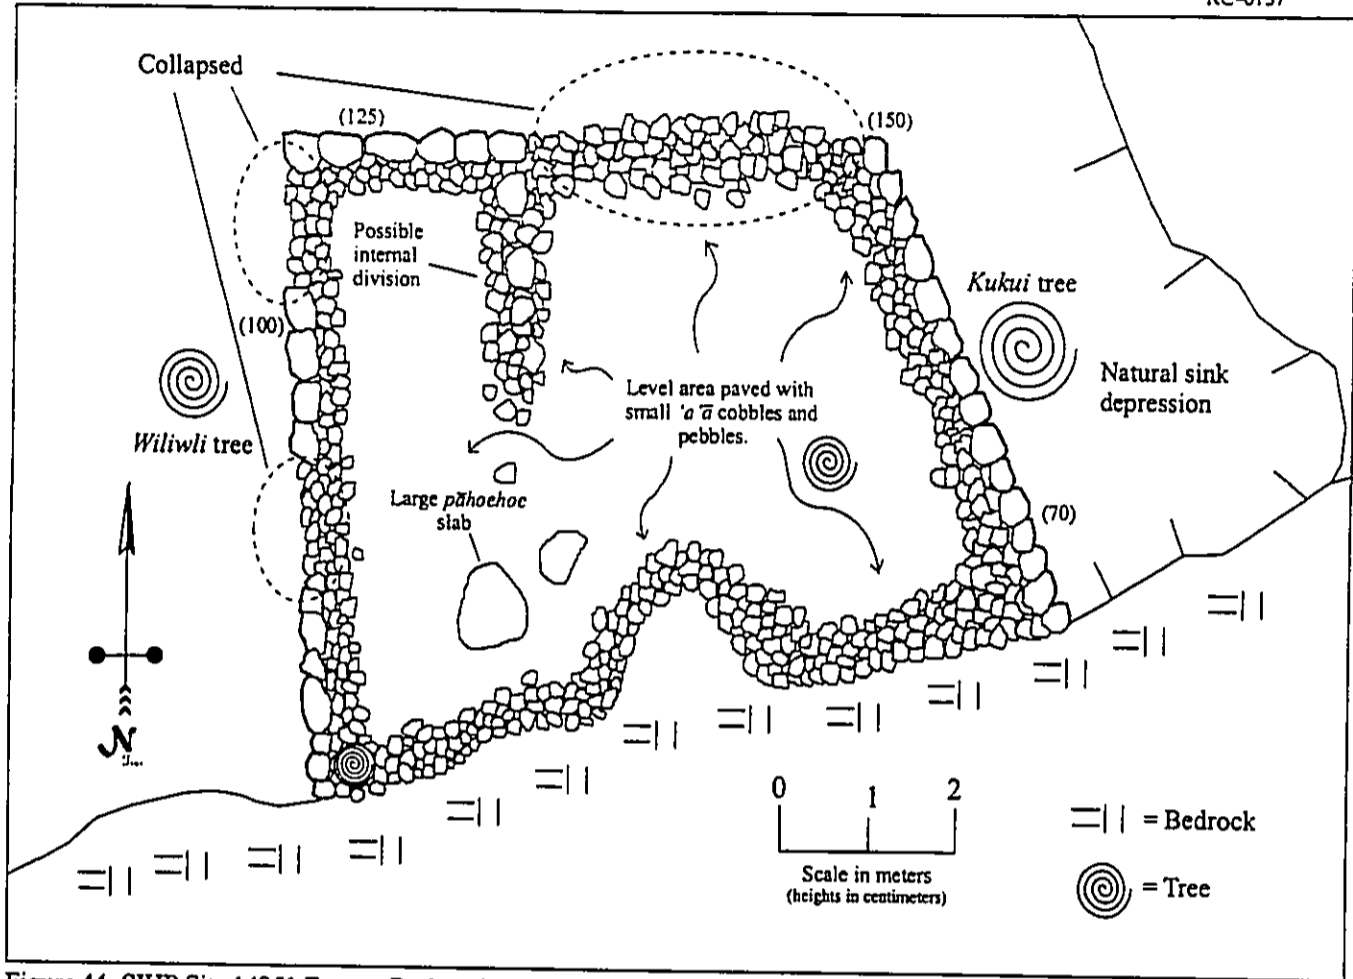 Collapsed
(125)
(150)
Possible
internal
division
Kukui tree
(100)
Natural sink
depression
Level area paved with
small 'a'ā cobbles and
pebbles.
Wiliwli tree
Large pāhoehoe
slab
(70)
N
0 1 2
Scale in meters
(heights in centimeters)
= Bedrock
= Tree